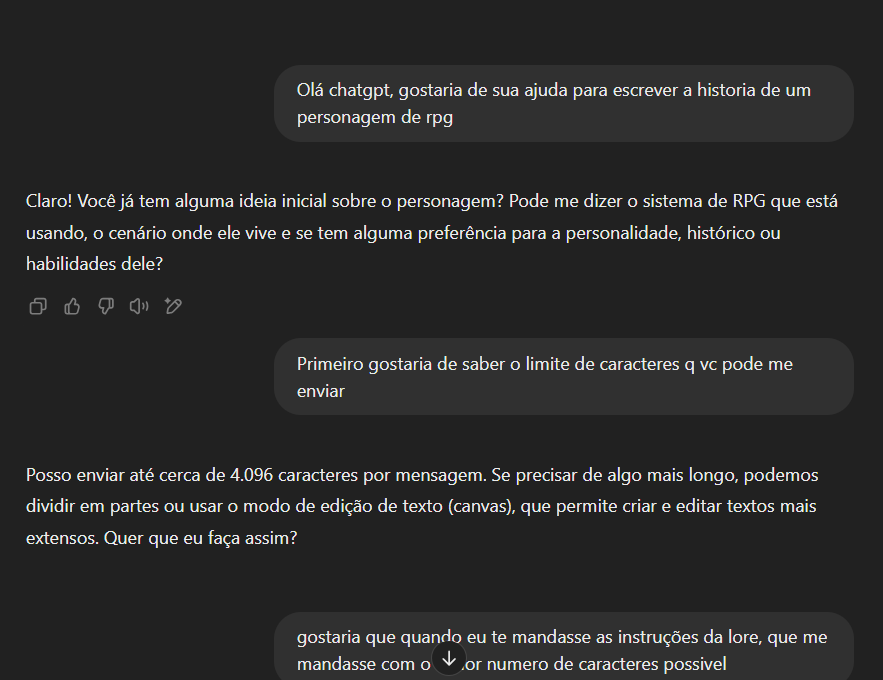 Olá chatgpt, gostaria de sua ajuda para escrever a historia de um
personagem de rpg
Claro! Você já tem alguma ideia inicial sobre o personagem? Pode me dizer o sistema de RPG que está
usando, o cenário onde ele vive e se tem alguma preferência para a personalidade, histórico ou
habilidades dele?
Primeiro gostaria de saber o limite de caracteres q vc pode me
enviar
Posso enviar até cerca de 4.096 caracteres por mensagem. Se precisar de algo mais longo, podemos
dividir em partes ou usar o modo de edição de texto (canvas), que permite criar e editar textos mais
extensos. Quer que eu faça assim?
gostaria que quando eu te mandasse as instruções da lore, que me
mandasse com o numero de caracteres possivel